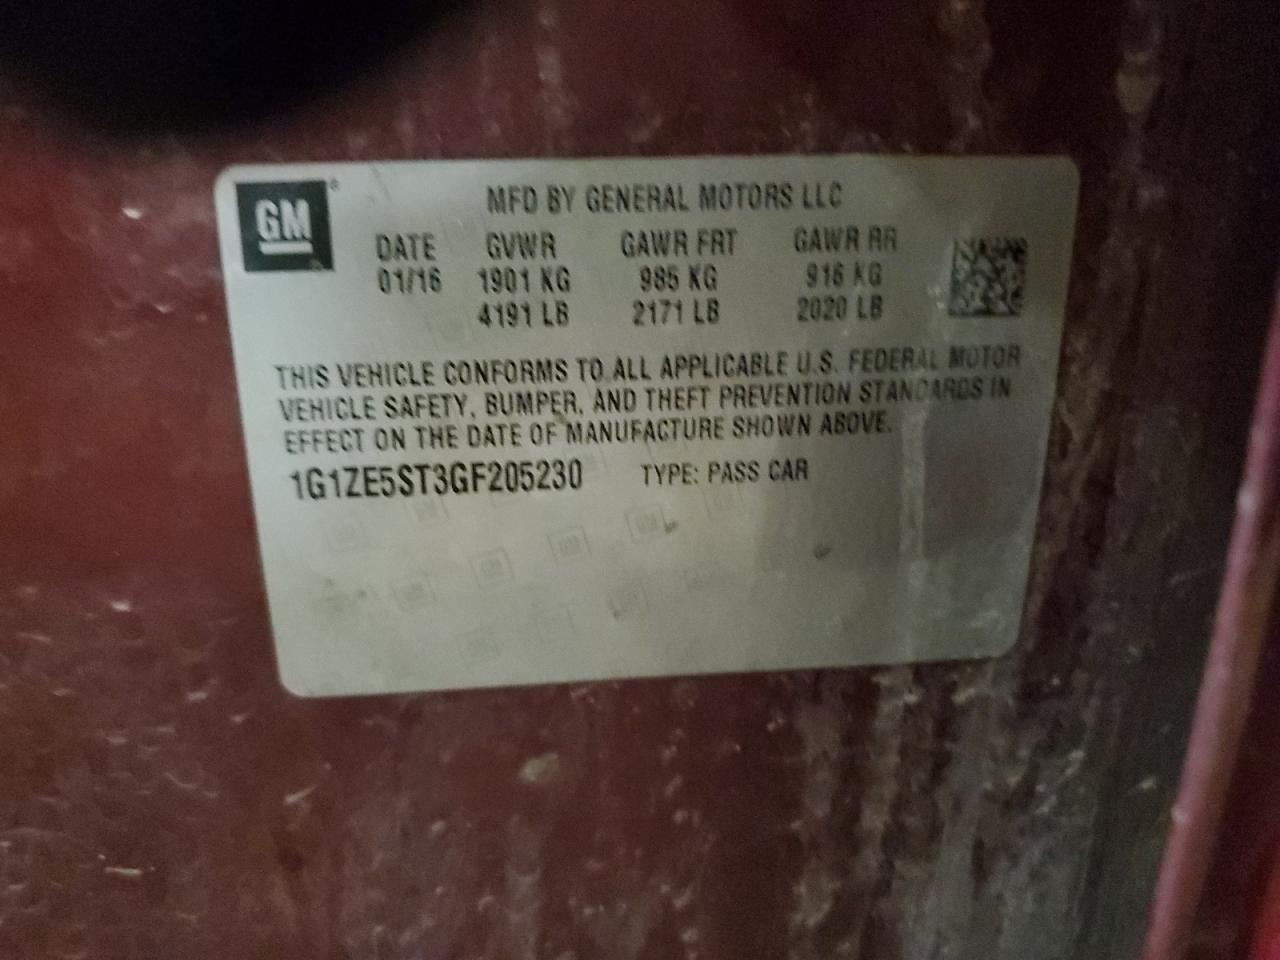 GM
MFD BY GENERAL MOTORS LLC
DATE GVWR GAWR FRT GAWR RR
01/16 1901 KG 985 KG 916 KG
4191 LB 2171 LB 2020 LB
THIS VEHICLE CONFORMS TO ALL APPLICABLE U.S. FEDERAL MOTOR
VEHICLE SAFETY, BUMPER, AND THEFT PREVENTION STANDARDS IN
EFFECT ON THE DATE OF MANUFACTURE SHOWN ABOVE.
1G1ZE5ST3GF205230 TYPE: PASS CAR